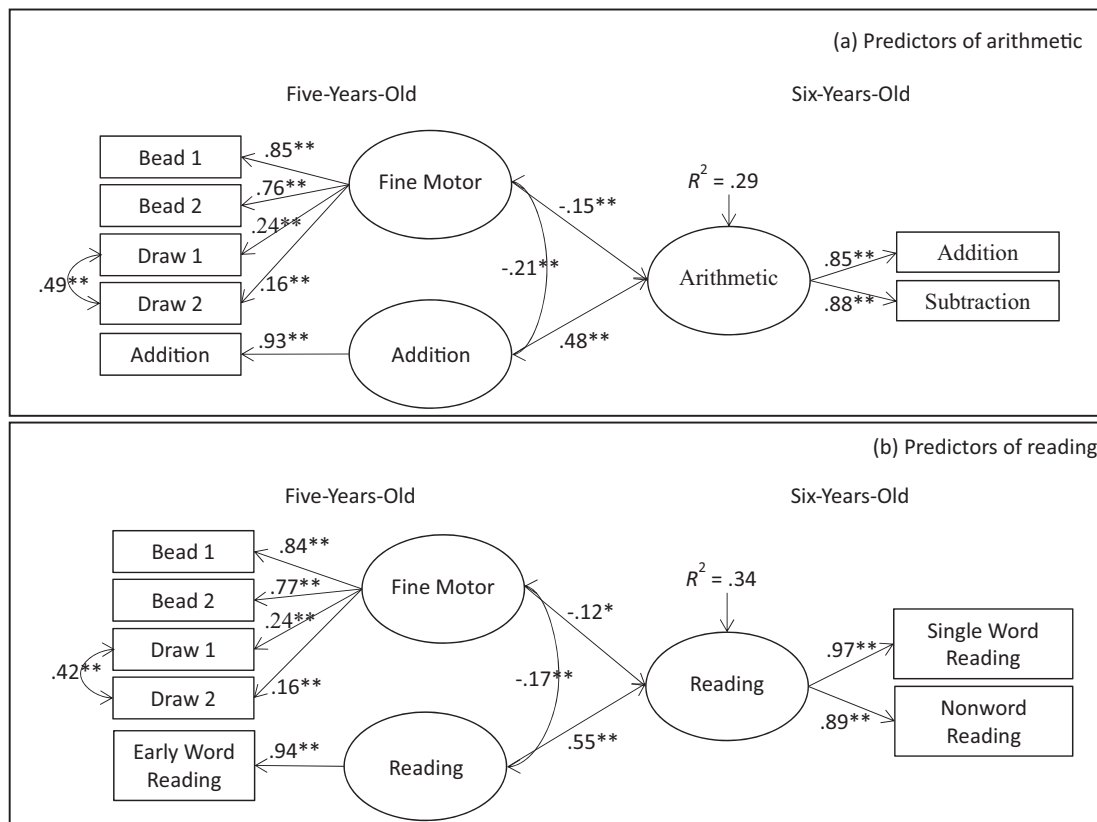 (a) Predictors of arithmetic
Five-Years-Old
Six-Years-Old
Bead 1
.85**
Bead 2
.76**
Draw 1
.24**
Draw 2
.16**
.49**
Addition
.93**
Fine Motor
Addition
-.15**
-.21**
.48**
R² = .29
Arithmetic
.85**
Addition
.88**
Subtraction
(b) Predictors of reading
Five-Years-Old
Six-Years-Old
Bead 1
.84**
Bead 2
.77**
Draw 1
.24**
Draw 2
.16**
.42**
Early Word
Reading
.94**
Fine Motor
Reading
-.12*
-.17**
.55**
R² = .34
Reading
.97**
Single Word
Reading
.89**
Nonword
Reading